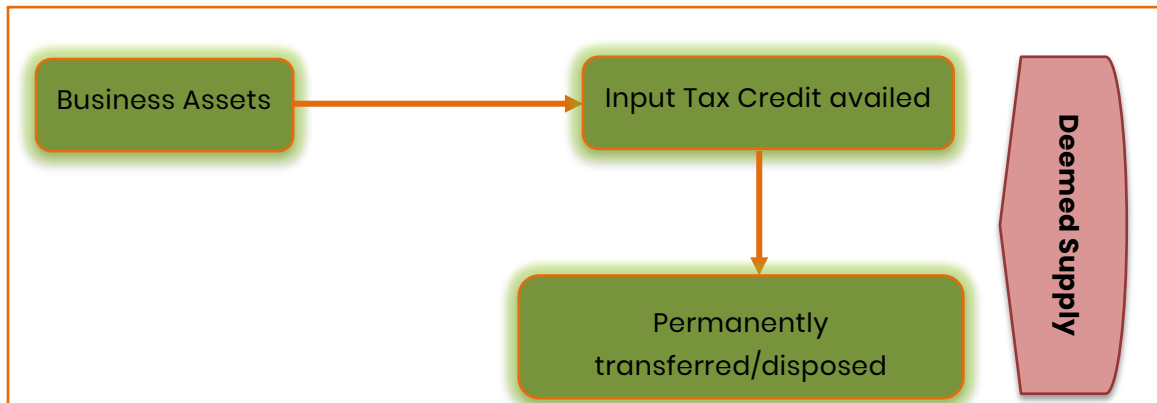 Business Assets
Input Tax Credit availed
Deemed Supply
Permanently
transferred/disposed